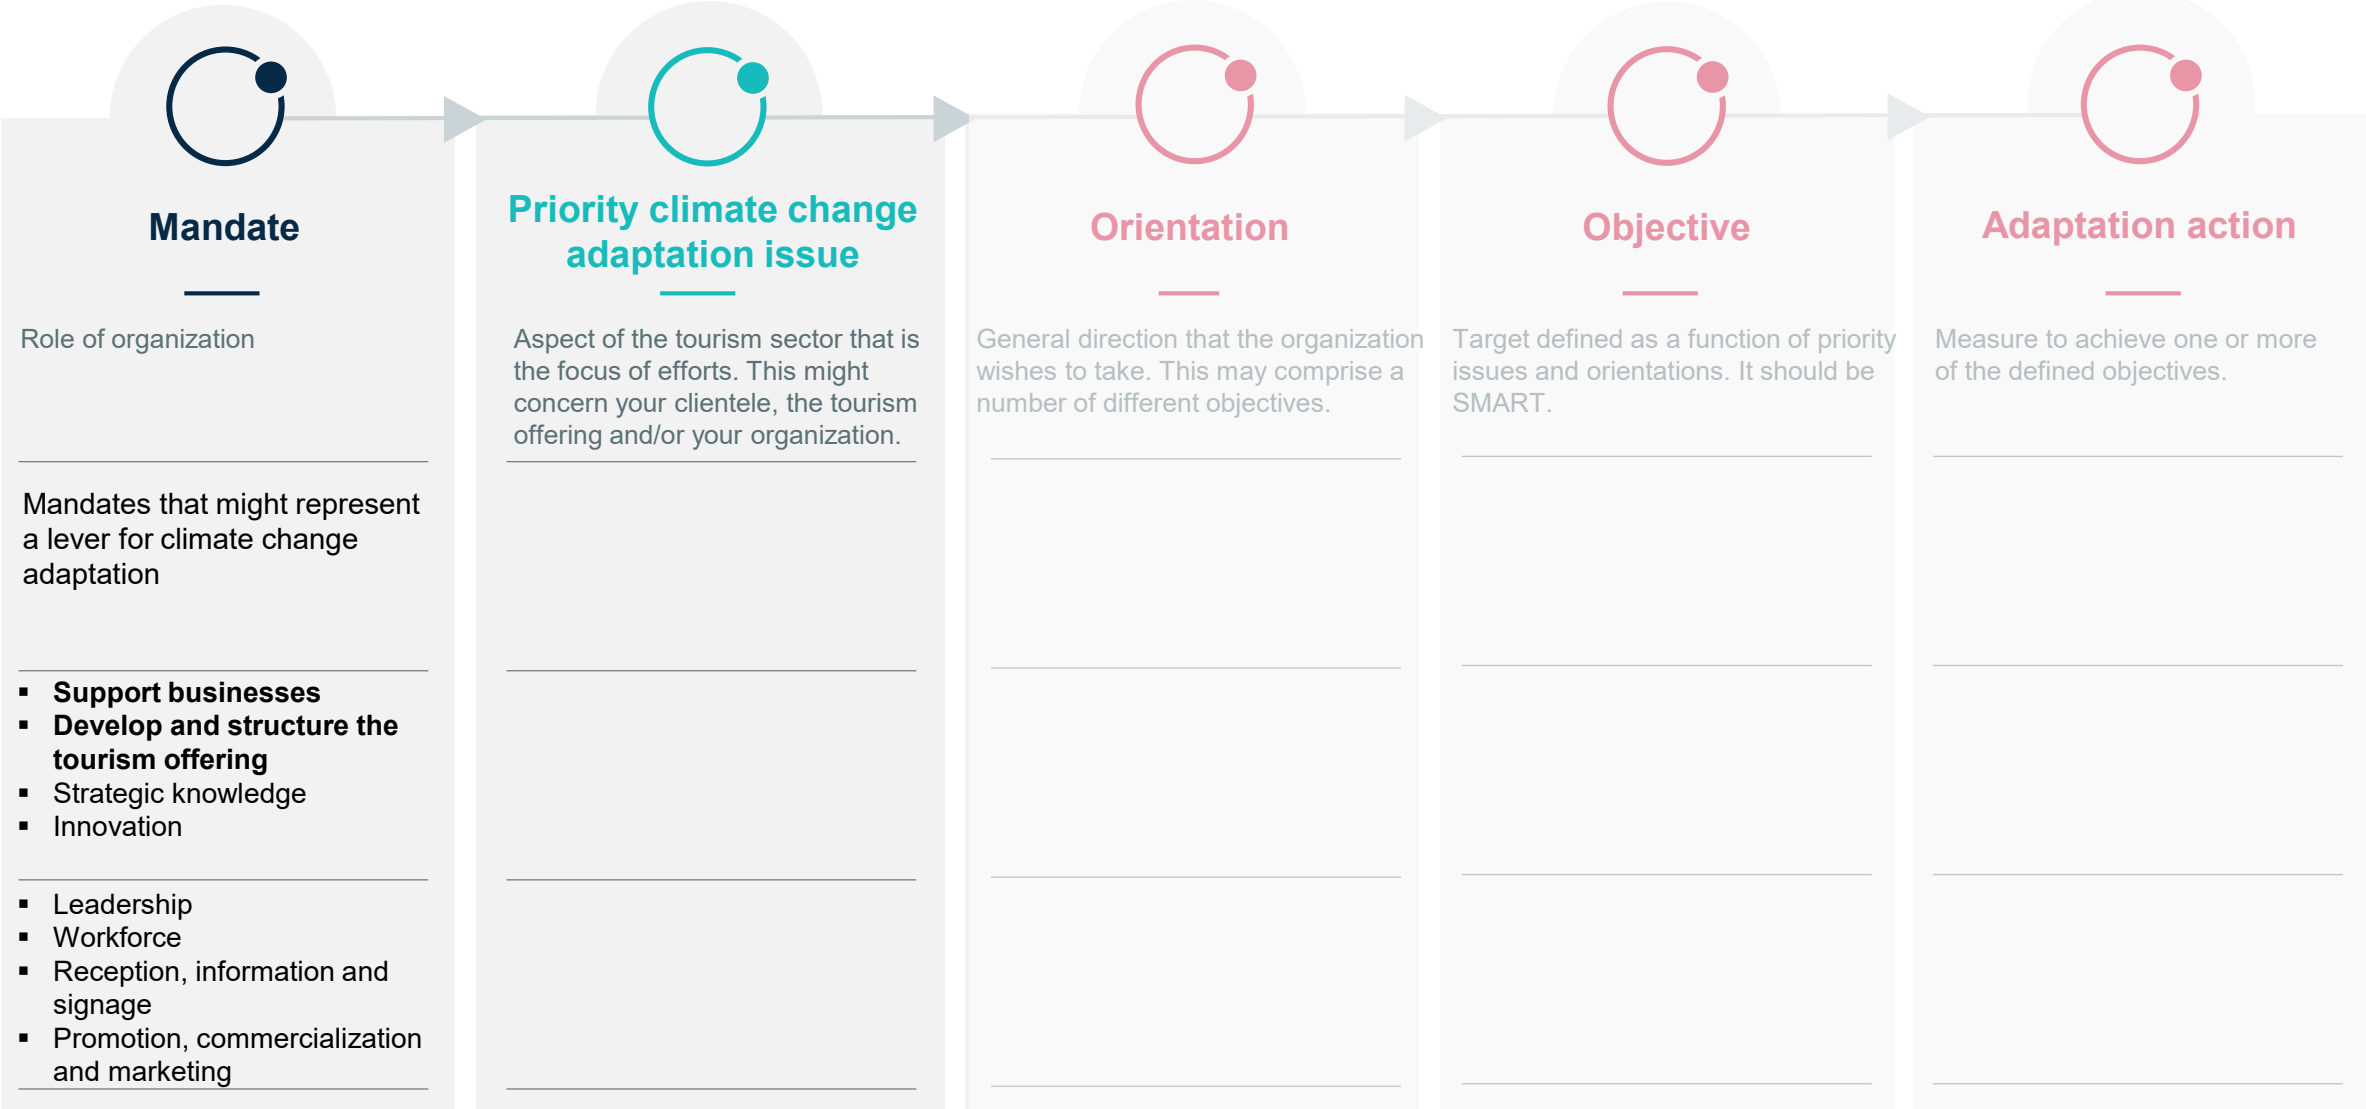 Mandate
Role of organization
Mandates that might represent
a lever for climate change
adaptation
▪ Support businesses
▪ Develop and structure the
tourism offering
▪ Strategic knowledge
▪ Innovation
▪ Leadership
▪ Workforce
▪ Reception, information and
signage
▪ Promotion, commercialization
and marketing
Priority climate change
adaptation issue
Aspect of the tourism sector that is
the focus of efforts. This might
concern your clientele, the tourism
offering and/or your organization.
Orientation
General direction that the organization
wishes to take. This may comprise a
number of different objectives.
Objective
Target defined as a function of priority
issues and orientations. It should be
SMART.
Adaptation action
Measure to achieve one or more
of the defined objectives.